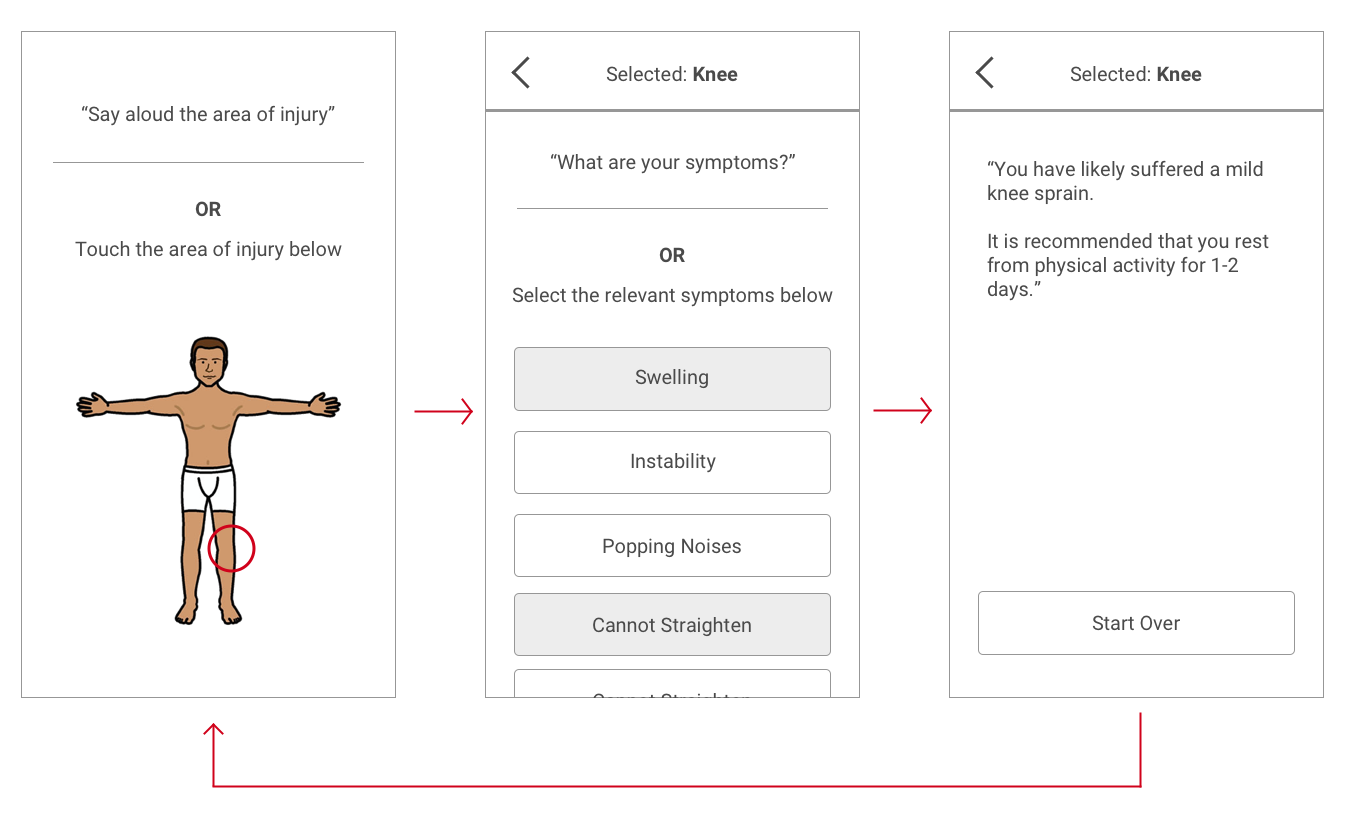 “Say aloud the area of injury”
OR
Touch the area of injury below
Selected: Knee
“What are your symptoms?”
OR
Select the relevant symptoms below
Swelling
Instability
Popping Noises
Cannot Straighten
Cannot Straighten
Selected: Knee
“You have likely suffered a mild
knee sprain.
It is recommended that you rest
from physical activity for 1-2
days.”
Start Over